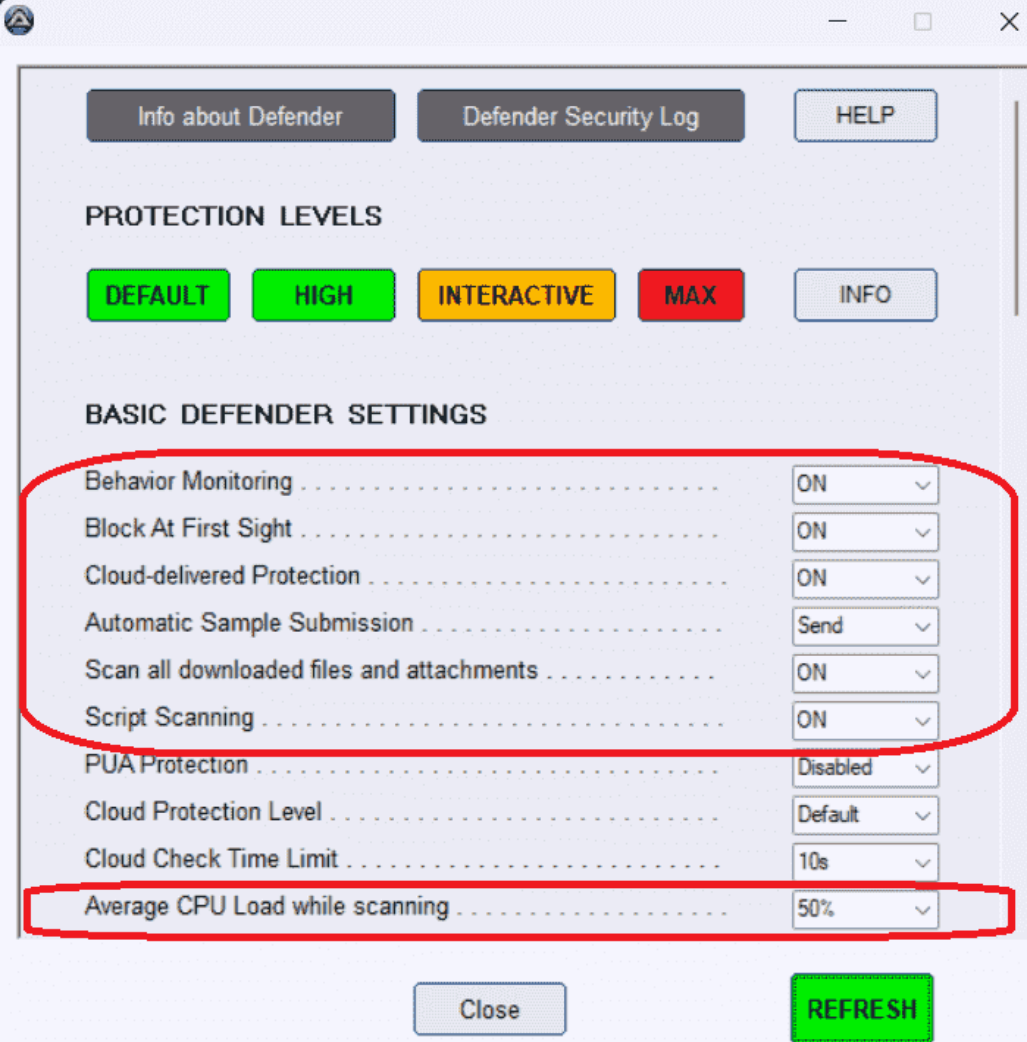 Info about Defender Defender Security Log HELP
PROTECTION LEVELS
DEFAULT HIGH INTERACTIVE MAX INFO
BASIC DEFENDER SETTINGS
Behavior Monitoring . . . . . . . . . . . . . . . . . . . . . . . . . . . . . ON
Block At First Sight . . . . . . . . . . . . . . . . . . . . . . . . . . . . . ON
Cloud-delivered Protection . . . . . . . . . . . . . . . . . . . . . . . . . ON
Automatic Sample Submission . . . . . . . . . . . . . . . . . . . . . Send
Scan all downloaded files and attachments . . . . . . . . . . . . ON
Script Scanning . . . . . . . . . . . . . . . . . . . . . . . . . . . . . . . . ON
PUA Protection . . . . . . . . . . . . . . . . . . . . . . . . . . . . . . . . Disabled
Cloud Protection Level . . . . . . . . . . . . . . . . . . . . . . . . . . . Default
Cloud Check Time Limit . . . . . . . . . . . . . . . . . . . . . . . . . . 10s
Average CPU Load while scanning . . . . . . . . . . . . . . . . . . . 50%
Close REFRESH